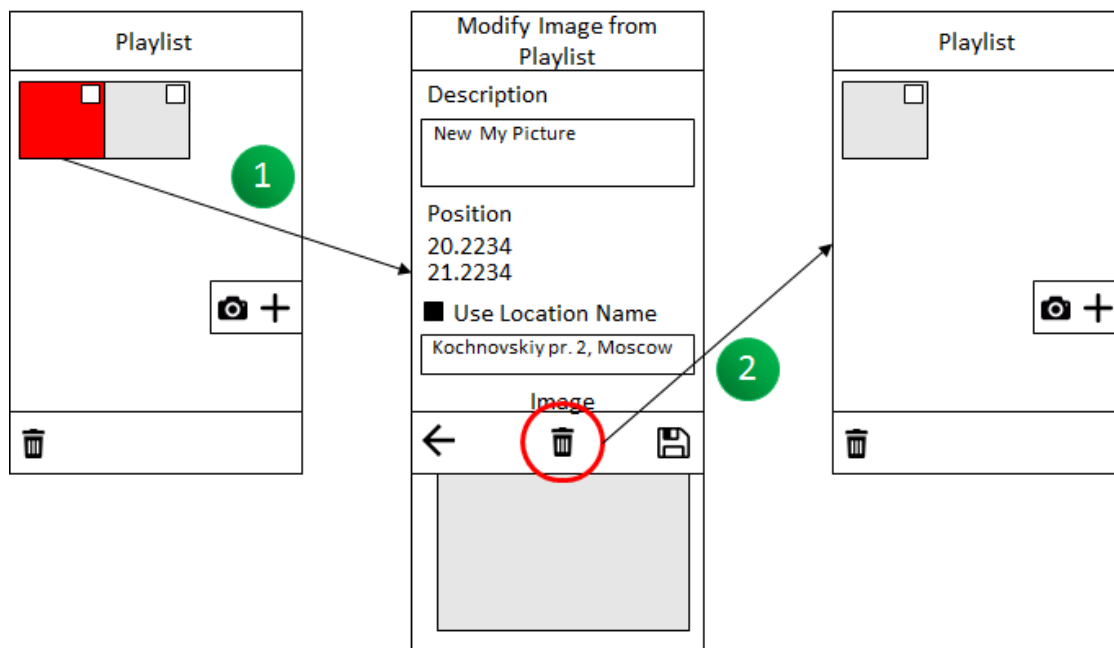 Playlist
1
Modify Image from
Playlist
Description
New My Picture
Position
20.2234
21.2234
Use Location Name
Kochnovskiy pr. 2, Moscow
Image
2
Playlist